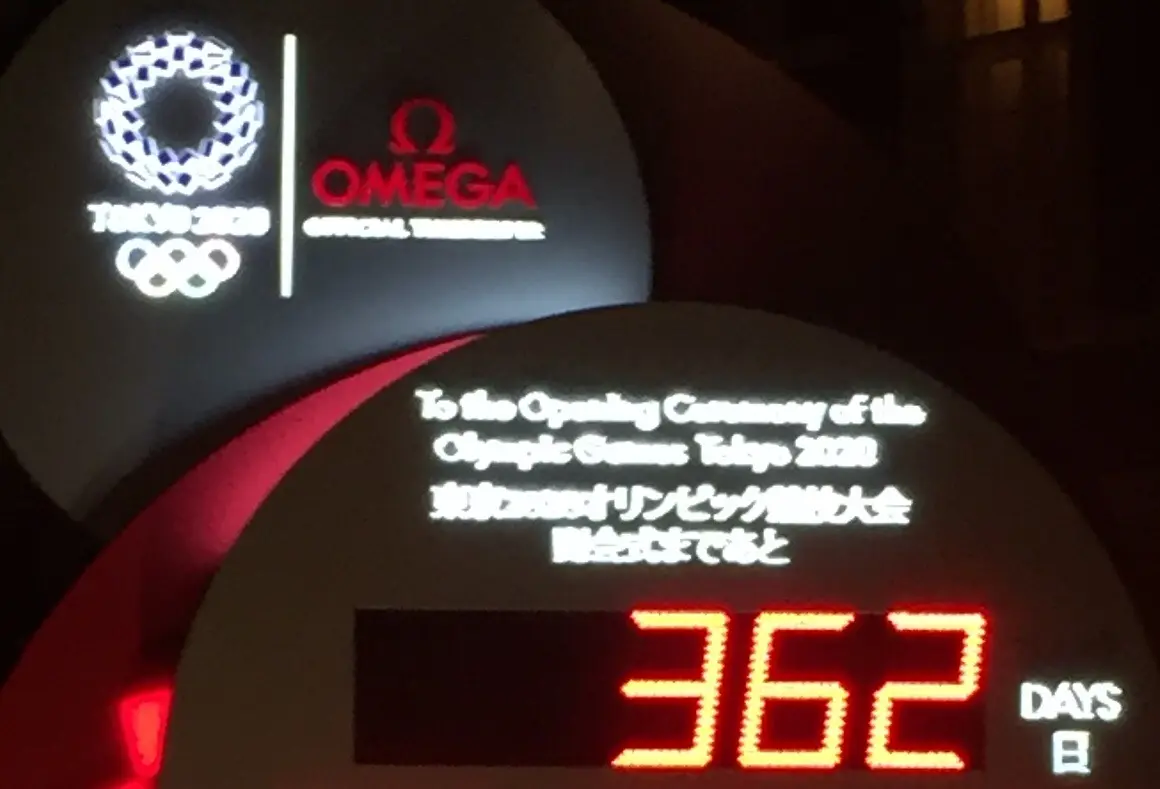 TOKYO 2020
Ω
OMEGA
OFFICIAL TIMEKEEPER
To the Opening Ceremony of the
Olympic Games Tokyo 2020
東京2020オリンピック競技大会
開会式まであと
362
DAYS
日